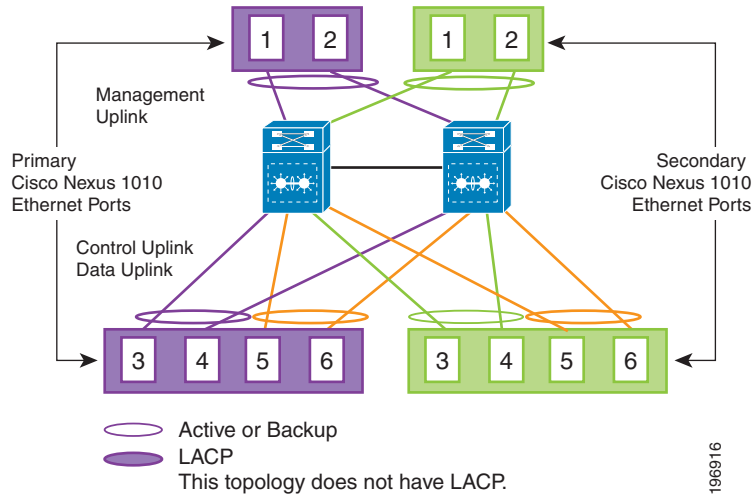 1 2 1 2
Management
Uplink
Primary
Cisco Nexus 1010
Ethernet Ports
Secondary
Cisco Nexus 1010
Ethernet Ports
Control Uplink
Data Uplink
3 4 5 6 3 4 5 6
Active or Backup
LACP
This topology does not have LACP.
196916